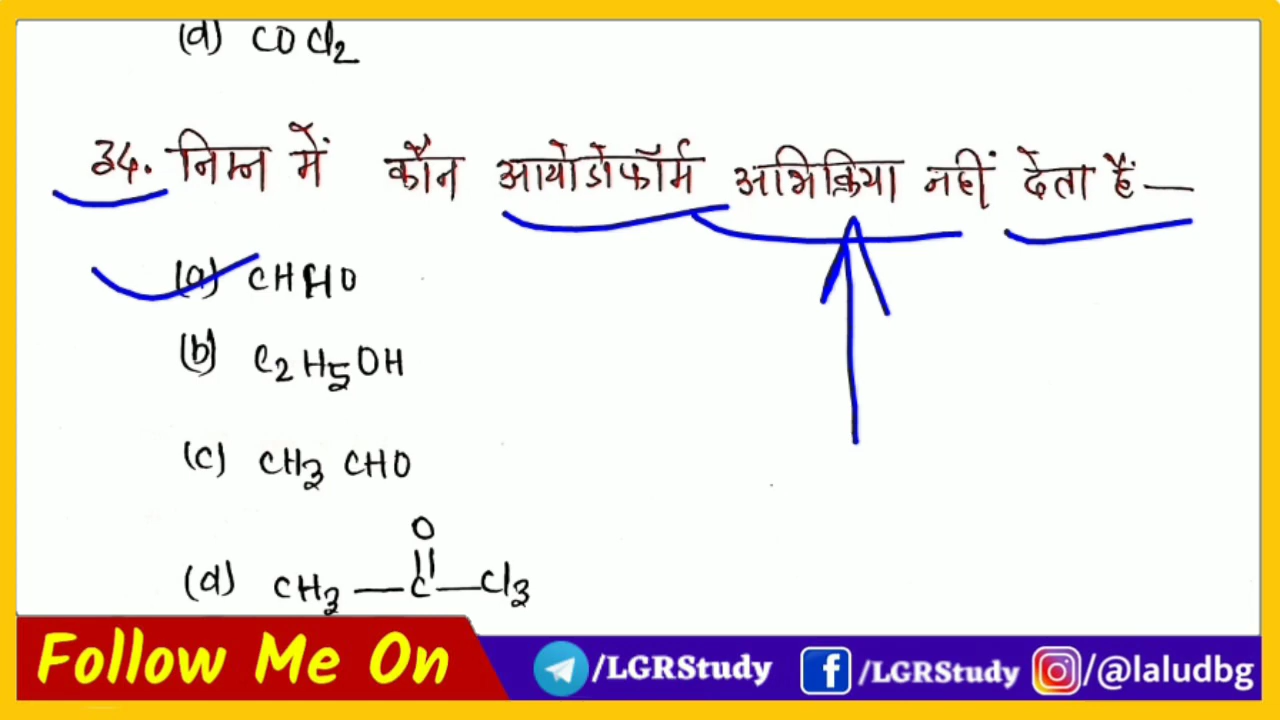 (d) COCl2
34. निम्न में कौन आयोडोफॉर्म अभिक्रिया नहीं देता है—
(a) CHHO
(b) C2H5OH
(c) CH3 CHO
O
(d) CH3—C—Cl3
Follow Me On /LGRStudy /LGRStudy /@laludbg